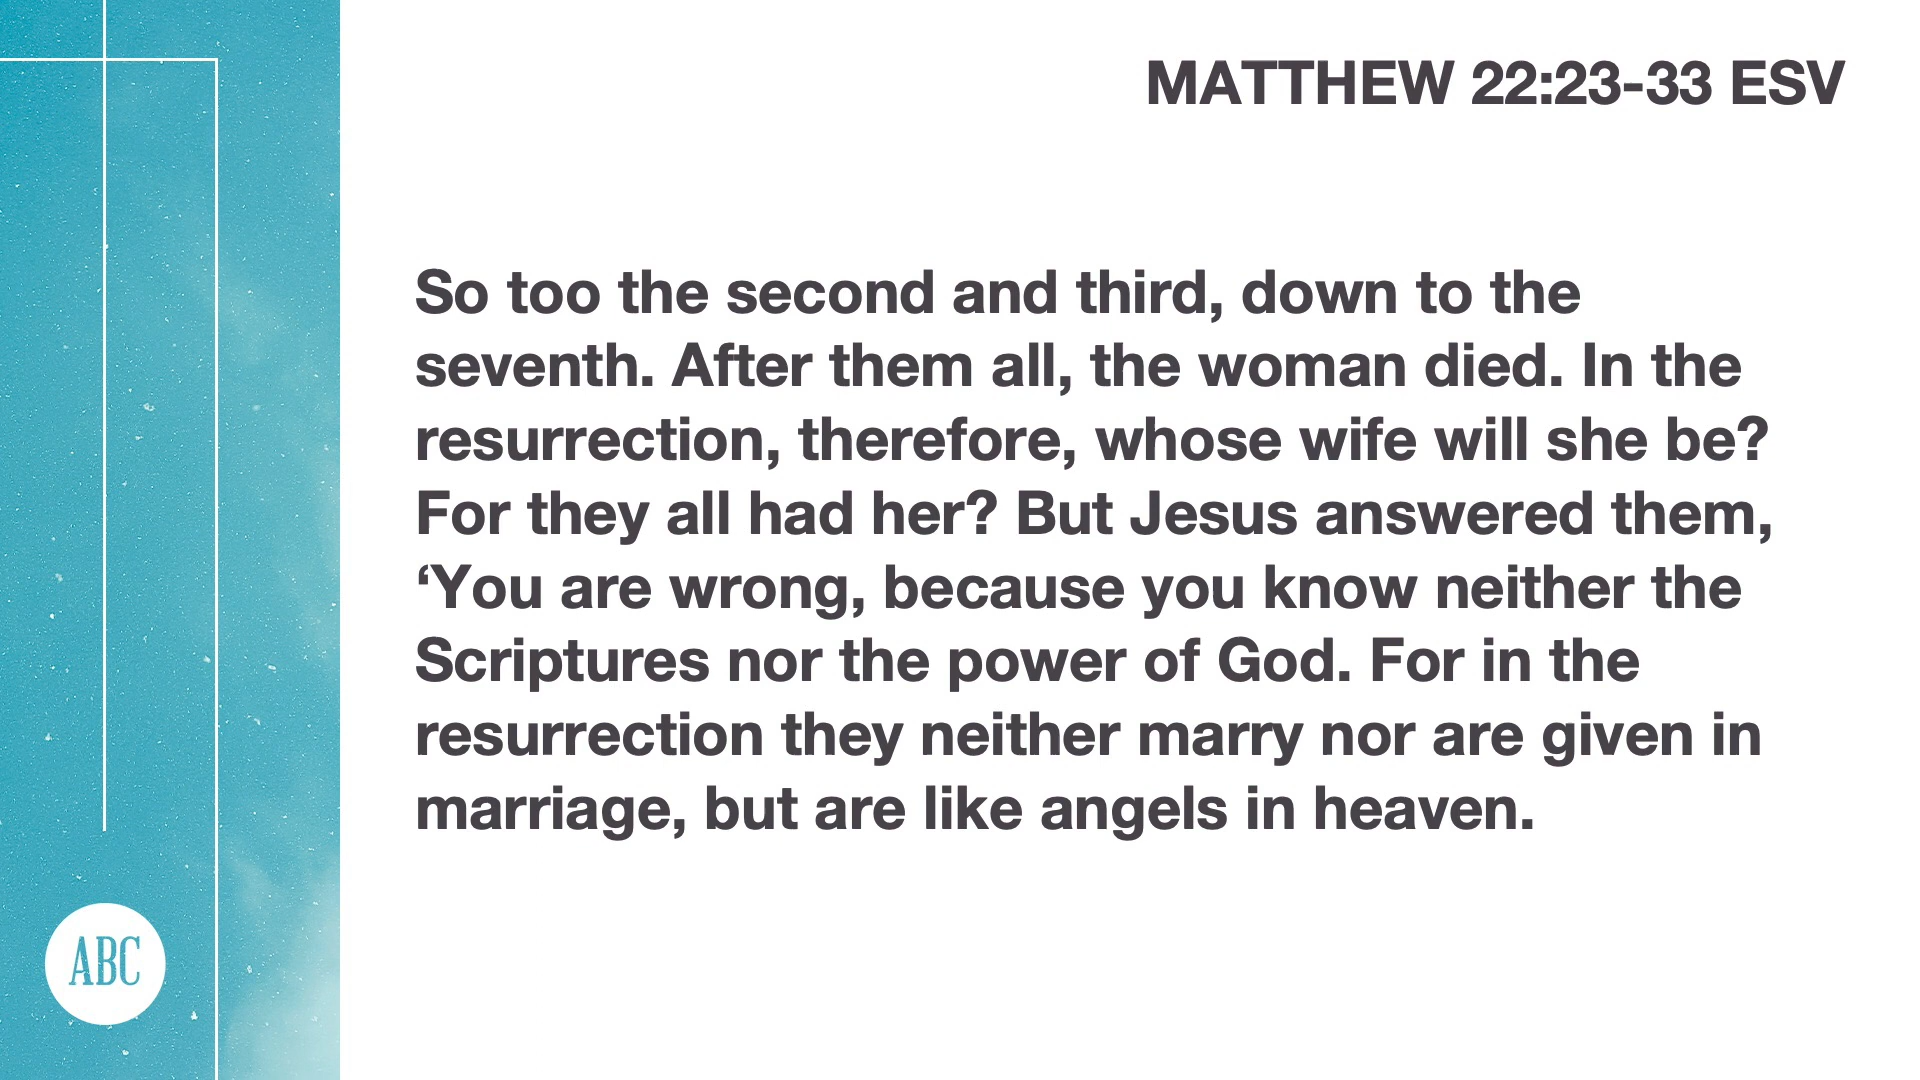 MATTHEW 22:23-33 ESV
So too the second and third, down to the
seventh. After them all, the woman died. In the
resurrection, therefore, whose wife will she be?
For they all had her? But Jesus answered them,
‘You are wrong, because you know neither the
Scriptures nor the power of God. For in the
resurrection they neither marry nor are given in
marriage, but are like angels in heaven.
ABC